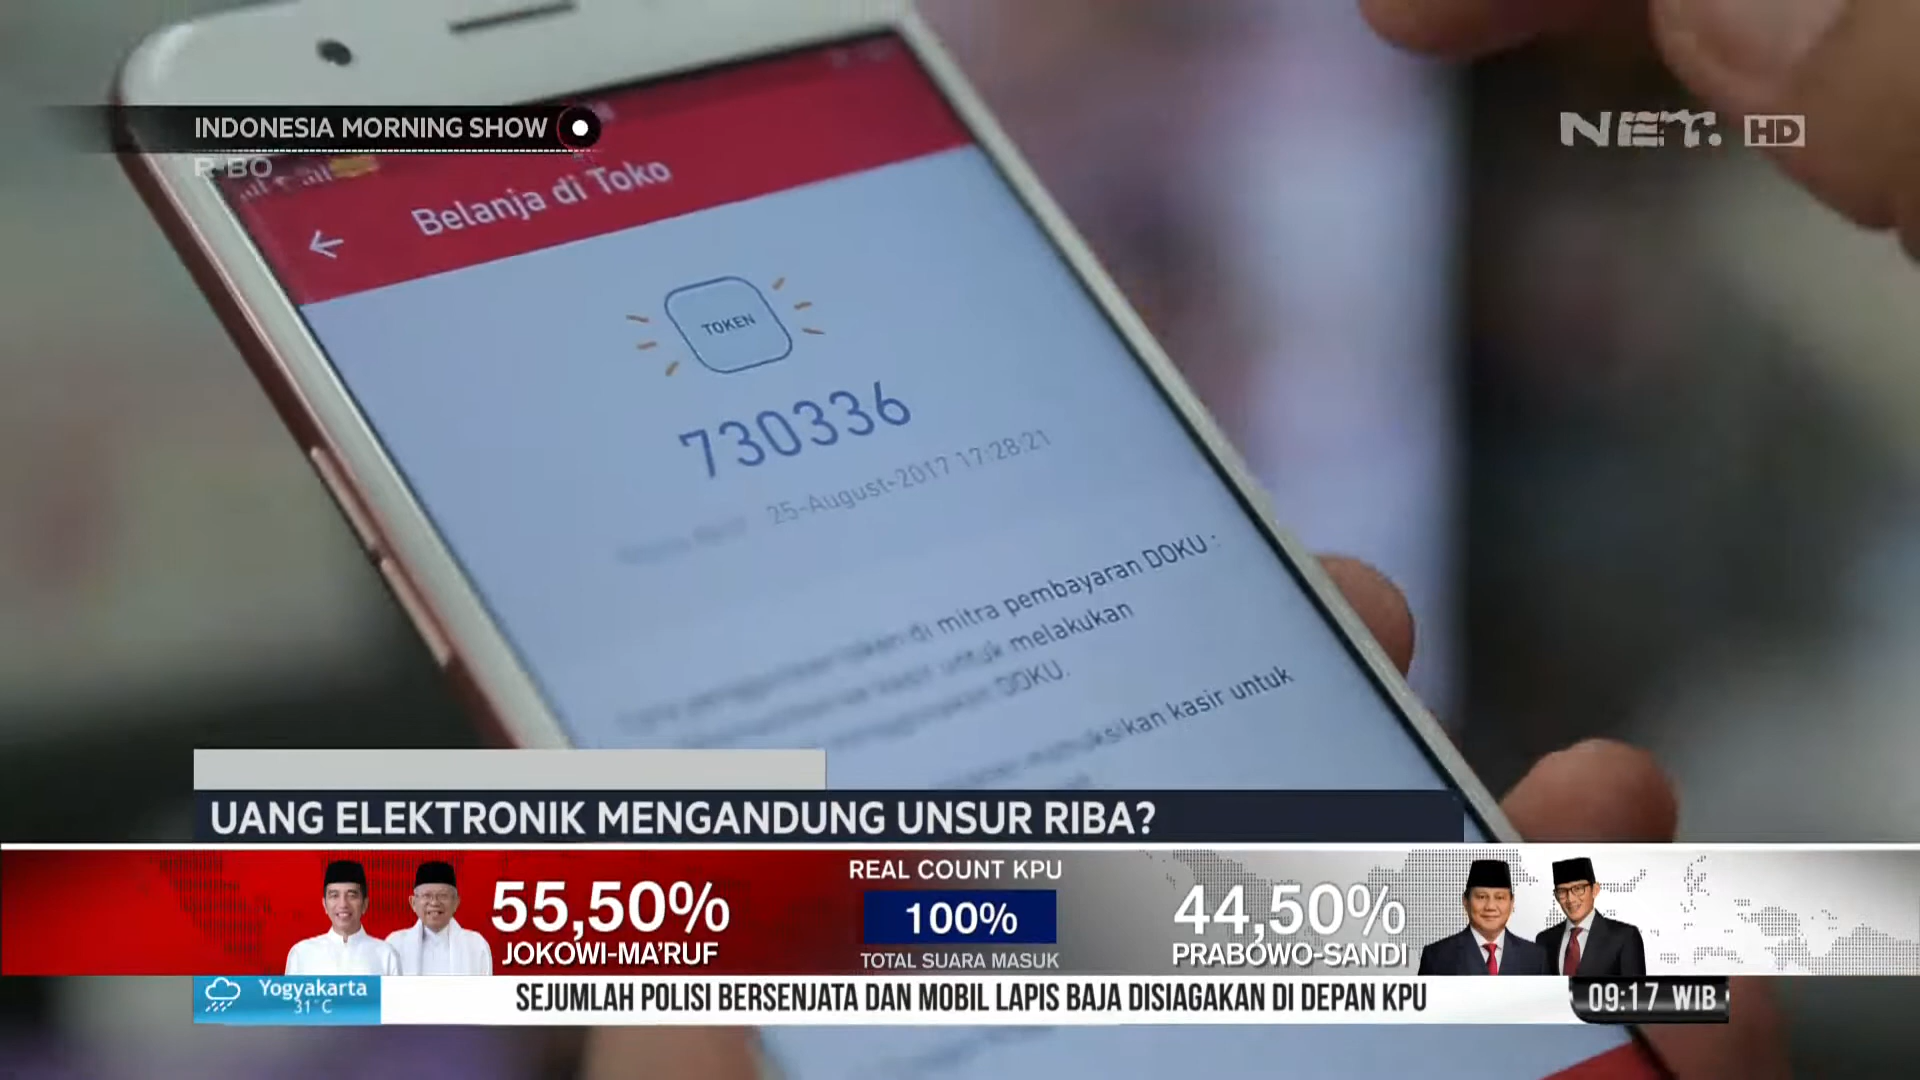 INDONESIA MORNING SHOW
NET. HD
Belanja di Toko
TOKEN
730336
25-August-2017 17:28:21
di mitra pembayaran DOKU :
untuk melakukan
DOKU.
kasir untuk
UANG ELEKTRONIK MENGANDUNG UNSUR RIBA?
REAL COUNT KPU
55,50%
100%
44,50%
JOKOWI-MA'RUF
TOTAL SUARA MASUK
PRABOWO-SANDI
Yogyakarta
31°C
SEJUMLAH POLISI BERSENJATA DAN MOBIL LAPIS BAJA DISIAGAKAN DI DEPAN KPU
09:17 WIB